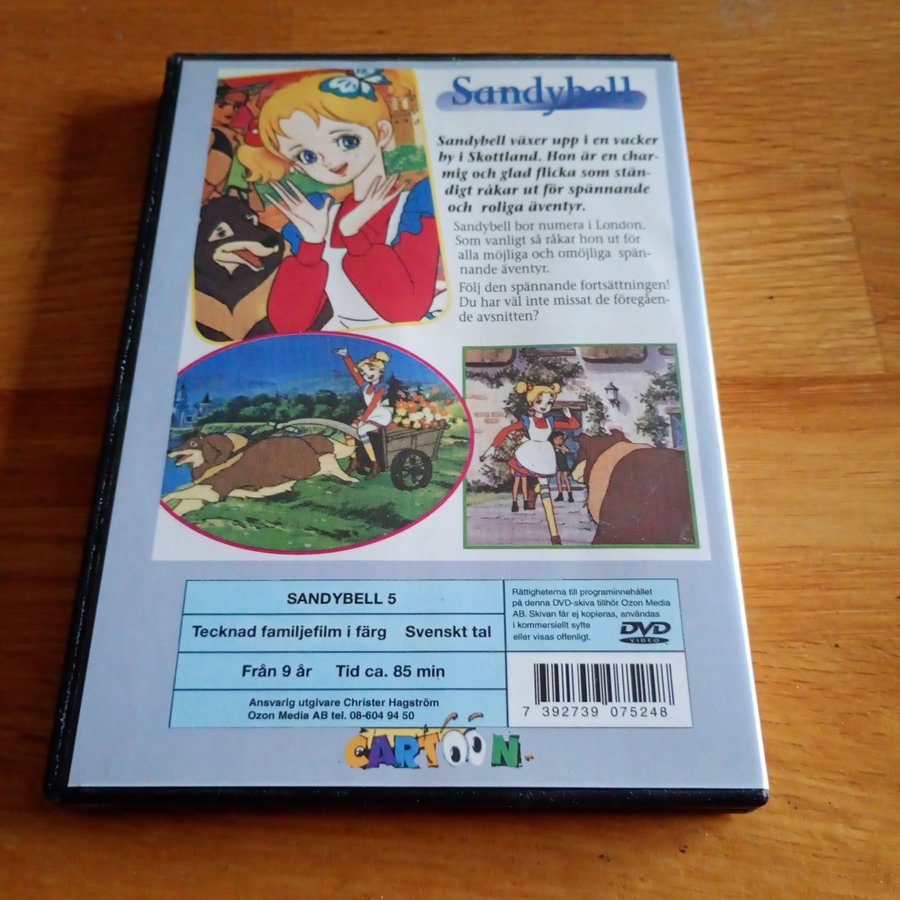 Sandybell
Sandybell växer upp i en vacker
by i Skottland. Hon är en char-
mig och glad flicka som stän-
digt råkar ut för spännande
och roliga äventyr.
Sandybell bor numera i London.
Som vanligt så råkar hon ut för
alla möjliga och omöjliga spän-
nande äventyr.
Följ den spännande fortsättningen!
Du har väl inte missat de föregåen-
de avsnitten?
SANDYBELL 5
Tecknad familjefilm i färg Svenskt tal
Från 9 år Tid ca. 85 min
Ansvarig utgivare Christer Hagström
Ozon Media AB tel. 08-604 94 50
Rättigheterna till programinnehållet
på denna DVD-skiva tillhör Ozon Media
AB. Skivan får ej kopieras, användas
i kommersiellt syfte
eller visas offentligt.
DVD
VIDEO
7 392739 075248
CARTOON